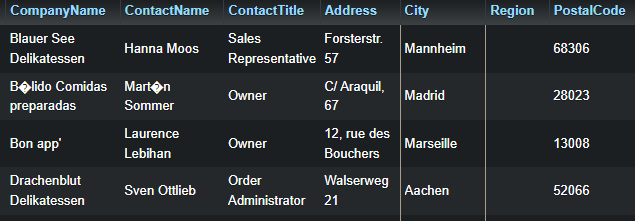 CompanyName ContactName ContactTitle Address City Region PostalCode
Blauer See Delikatessen Hanna Moos Sales Representative Forsterstr. 57 Mannheim 68306
B�lido Comidas preparadas Mart�n Sommer Owner C/ Araquil, 67 Madrid 28023
Bon app' Laurence Lebihan Owner 12, rue des Bouchers Marseille 13008
Drachenblut Delikatessen Sven Ottlieb Order Administrator Walserweg 21 Aachen 52066